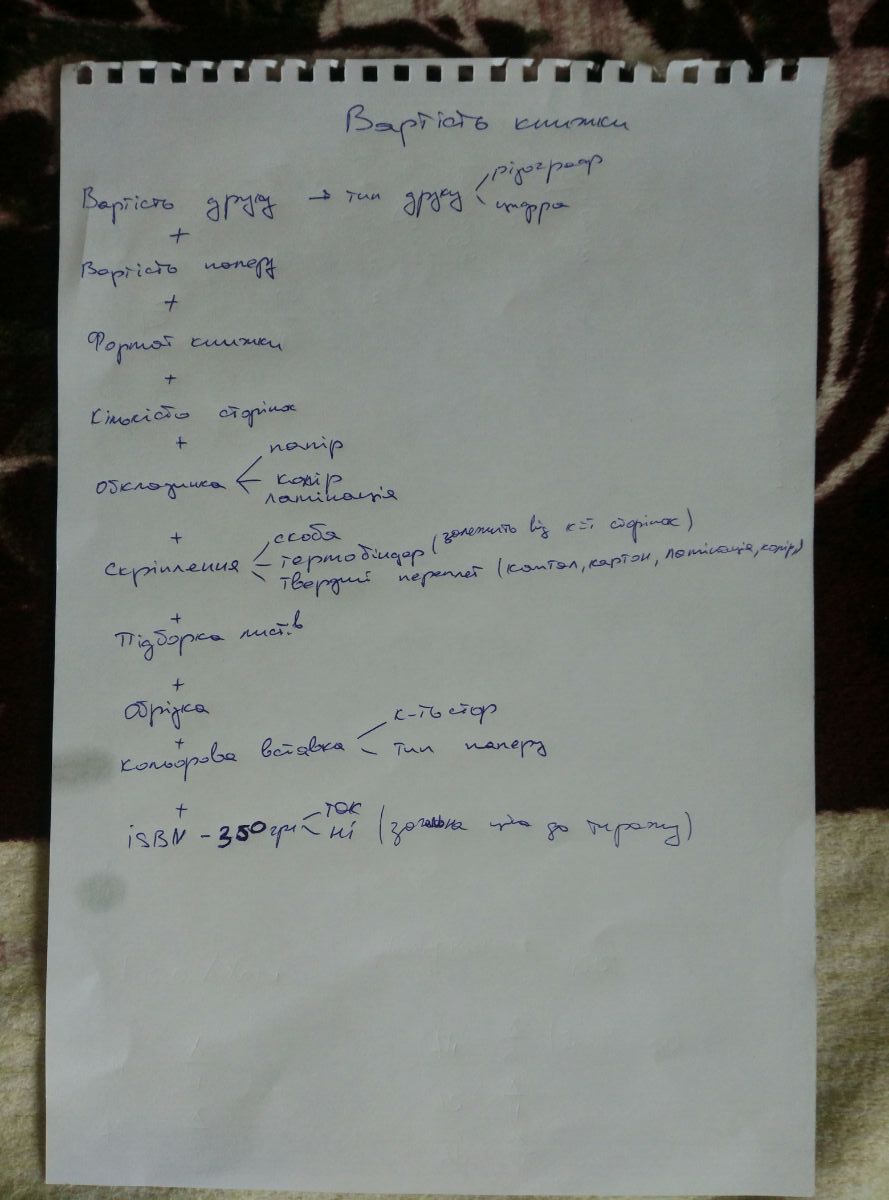 Вартість книжки
Вартість друку → тип друку
різограф
цифра
+
Вартість паперу
+
Формат книжки
+
Кількість сторінок
+
Обкладинка
папір
колір
ламінація
+
Скріплення
скоба
термобіндер (залежить від к-ті сторінок)
твердий переплет (каптал, картон, ламінація, колір)
+
Підборка листів
+
Обрізка
+
Кольорова вставка
к-ть стор
тип паперу
+
ISBN - 350 грн
так
ні (загальна ціна до тиражу)